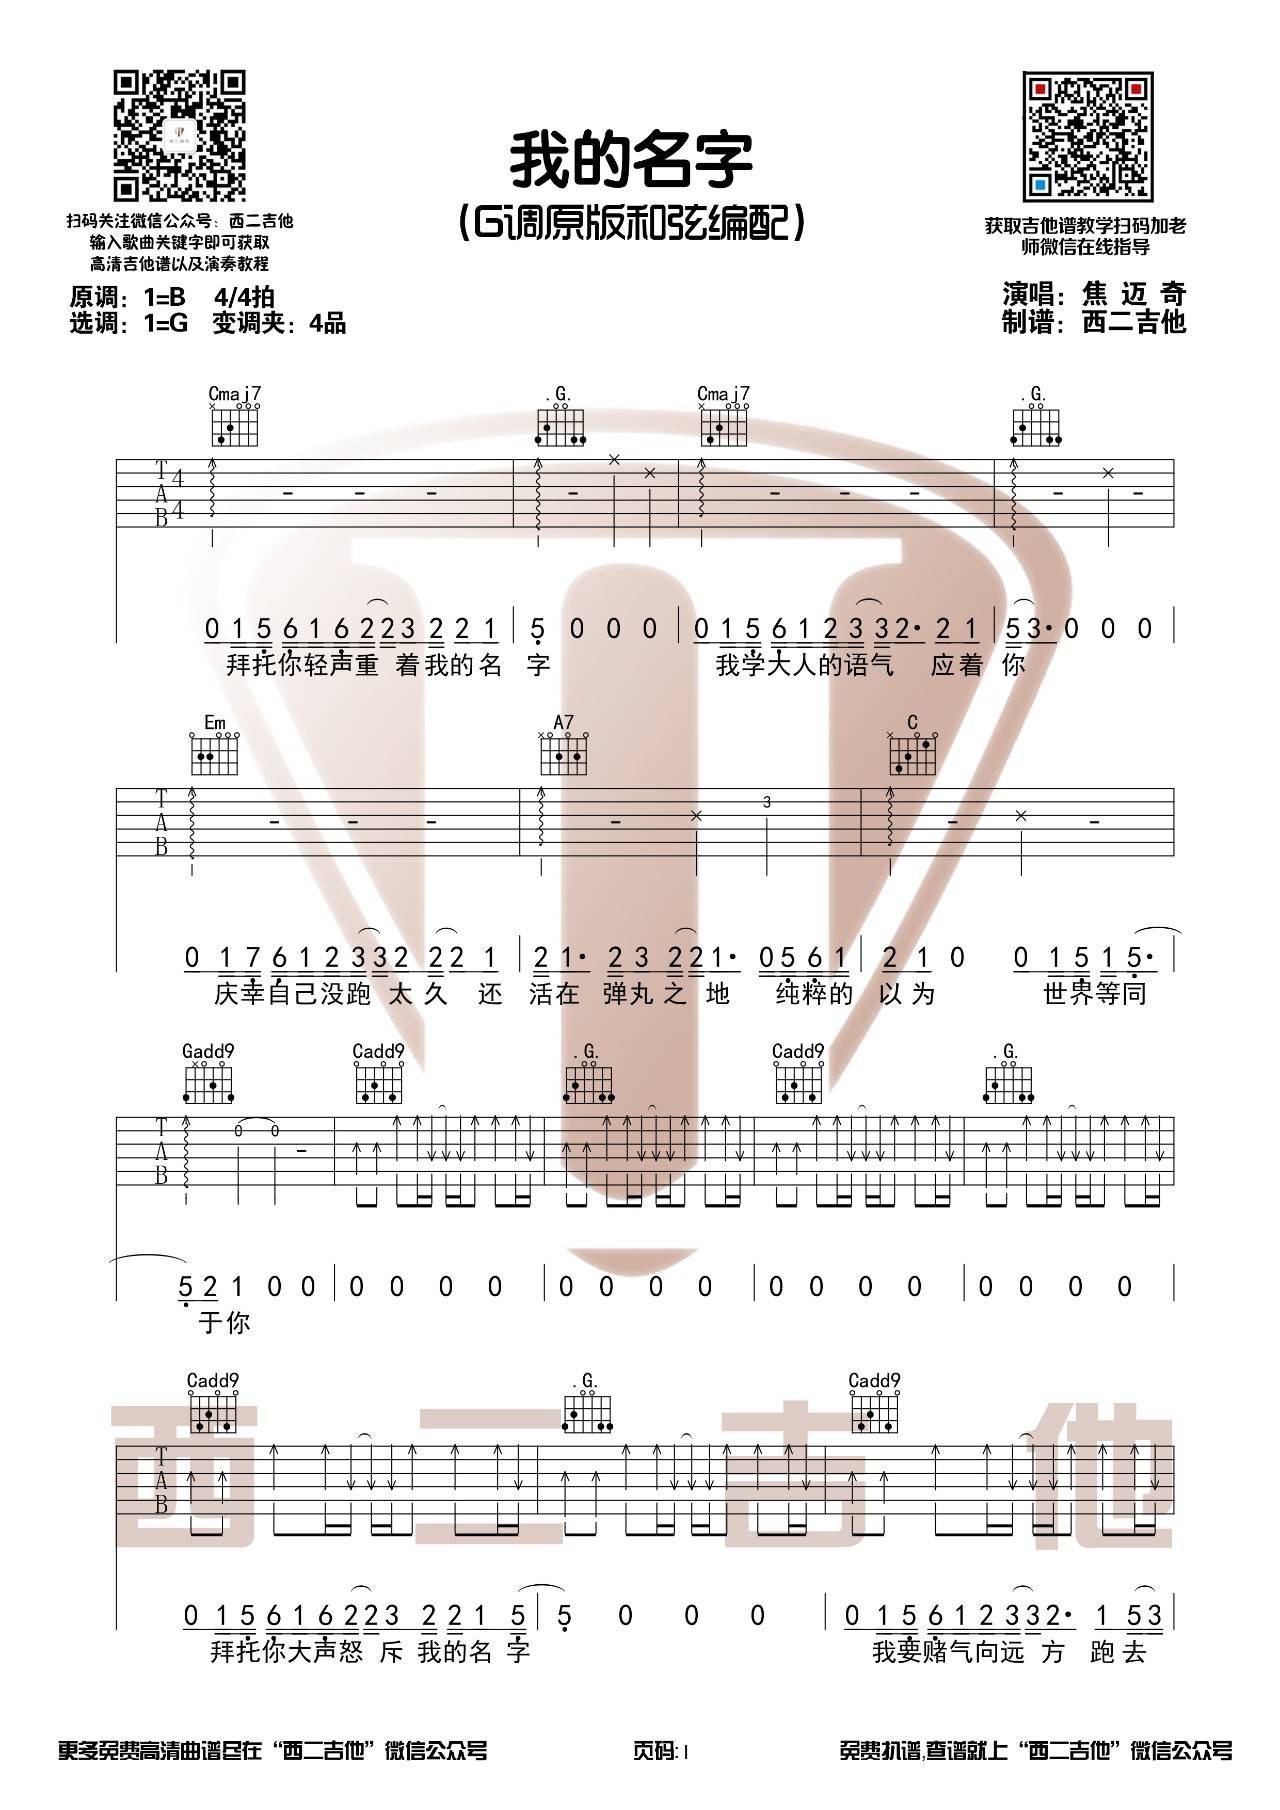 我的名字
(G调原版和弦编配)
扫码关注微信公众号：西二吉他
输入歌曲关键字即可获取
高清吉他谱以及演奏教程
获取吉他谱教学扫码加老
师微信在线指导
原调：1=B 4/4拍
选调：1=G 变调夹：4品
演唱：焦 迈 奇
制谱：西二吉他
Cmaj7 .G. Cmaj7 .G.
T A B 4 4
0 1 5 6 1 6 2 2 3 2 2 1 5 0 0 0 0 1 5 6 1 2 3 3 2· 2 1 5 3· 0 0 0
拜托你轻声重 着我的名 字 我学大人的语气 应着 你
Em A7 C
T A B 3
0 1 7 6 1 2 3 3 2 2 2 1 2 1· 2 3 2 2 1· 0 5 6 1 2 1 0 0 1 5 1 5·
庆幸自己没跑 太 久 还 活在 弹丸之 地 纯粹的 以为 世界等同
Gadd9 Cadd9 .G. Cadd9 .G.
T A B 0 0
5 2 1 0 0 0 0 0 0 0 0 0 0 0 0 0 0 0 0 0 0
于你
Cadd9 .G. Cadd9
T A B
0 1 5 6 1 6 2 2 3 2 2 1 5 5 0 0 0 0 1 5 6 1 2 3 3 2· 1 5 3
拜托你大声怒 斥 我的名 字 我要赌气向远 方 跑去
西二吉他
更多免费高清曲谱尽在“西二吉他”微信公众号
页码:1
免费扒谱,查谱就上“西二吉他”微信公众号